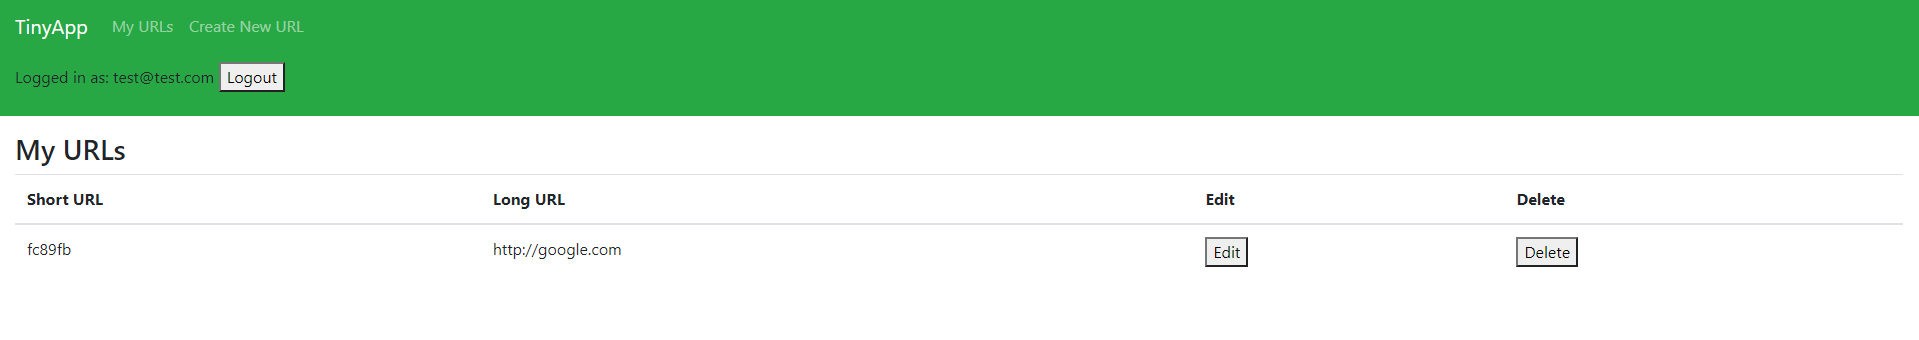 TinyApp My URLs Create New URL
Logged in as: test@test.com Logout
My URLs
Short URL Long URL Edit Delete
fc89fb http://google.com Edit Delete